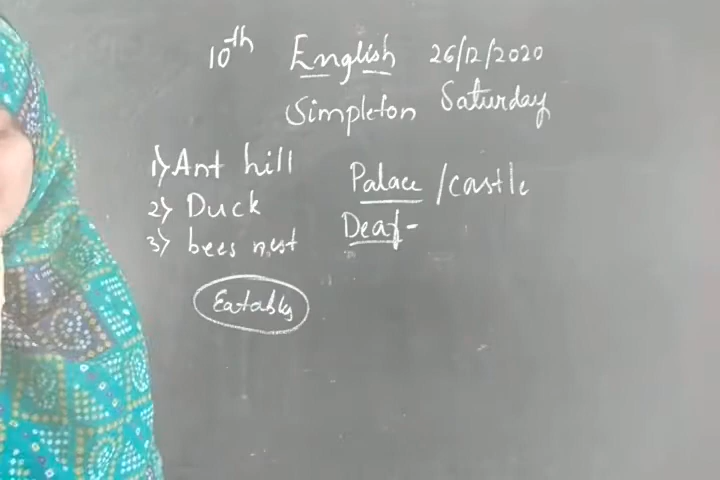 10th English 26/12/2020
Simpleton Saturday
1) Ant hill
2) Duck
3) bees nest
Palace / castle
Deaf-
Eatables